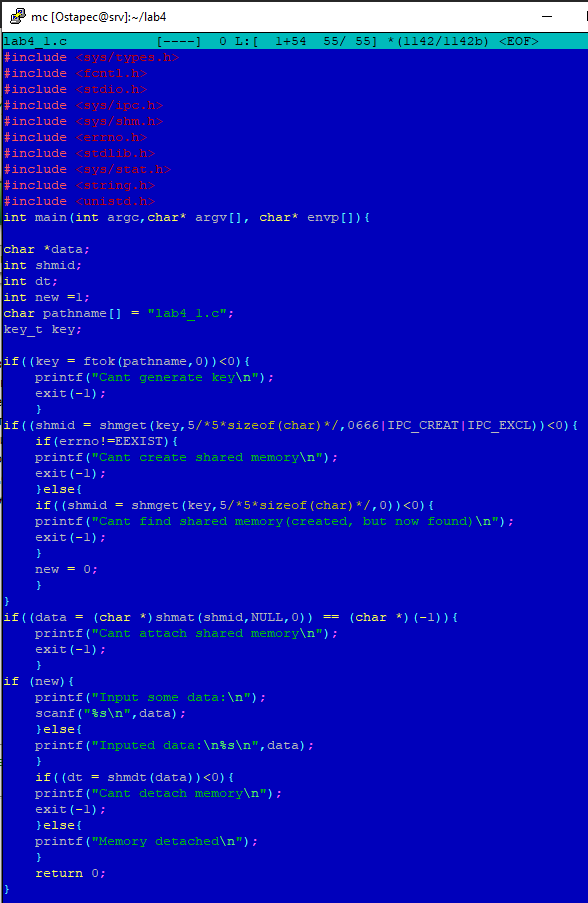 mc [Ostapec@srv]:~/lab4
lab4_1.c [----] 0 L:[ 1+54 55/ 55] *(1142/1142b) <EOF>
#include <sys/types.h>
#include <fcntl.h>
#include <stdio.h>
#include <sys/ipc.h>
#include <sys/shm.h>
#include <errno.h>
#include <stdlib.h>
#include <sys/stat.h>
#include <string.h>
#include <unistd.h>
int main(int argc,char* argv[], char* envp[]){
char *data;
int shmid;
int dt;
int new =1;
char pathname[] = "lab4_1.c";
key_t key;
if((key = ftok(pathname,0))<0){
printf("Cant generate key\n");
exit(-1);
}
if((shmid = shmget(key,5/*5*sizeof(char)*/,0666|IPC_CREAT|IPC_EXCL))<0){
if(errno!=EEXIST){
printf("Cant create shared memory\n");
exit(-1);
}else{
if((shmid = shmget(key,5/*5*sizeof(char)*/,0))<0){
printf("Cant find shared memory(created, but now found)\n");
exit(-1);
}
new = 0;
}
}
if((data = (char *)shmat(shmid,NULL,0)) == (char *)(-1)){
printf("Cant attach shared memory\n");
exit(-1);
}
if (new){
printf("Input some data:\n");
scanf("%s\n",data);
}else{
printf("Inputed data:\n%s\n",data);
}
if((dt = shmdt(data))<0){
printf("Cant detach memory\n");
exit(-1);
}else{
printf("Memory detached\n");
}
return 0;
}